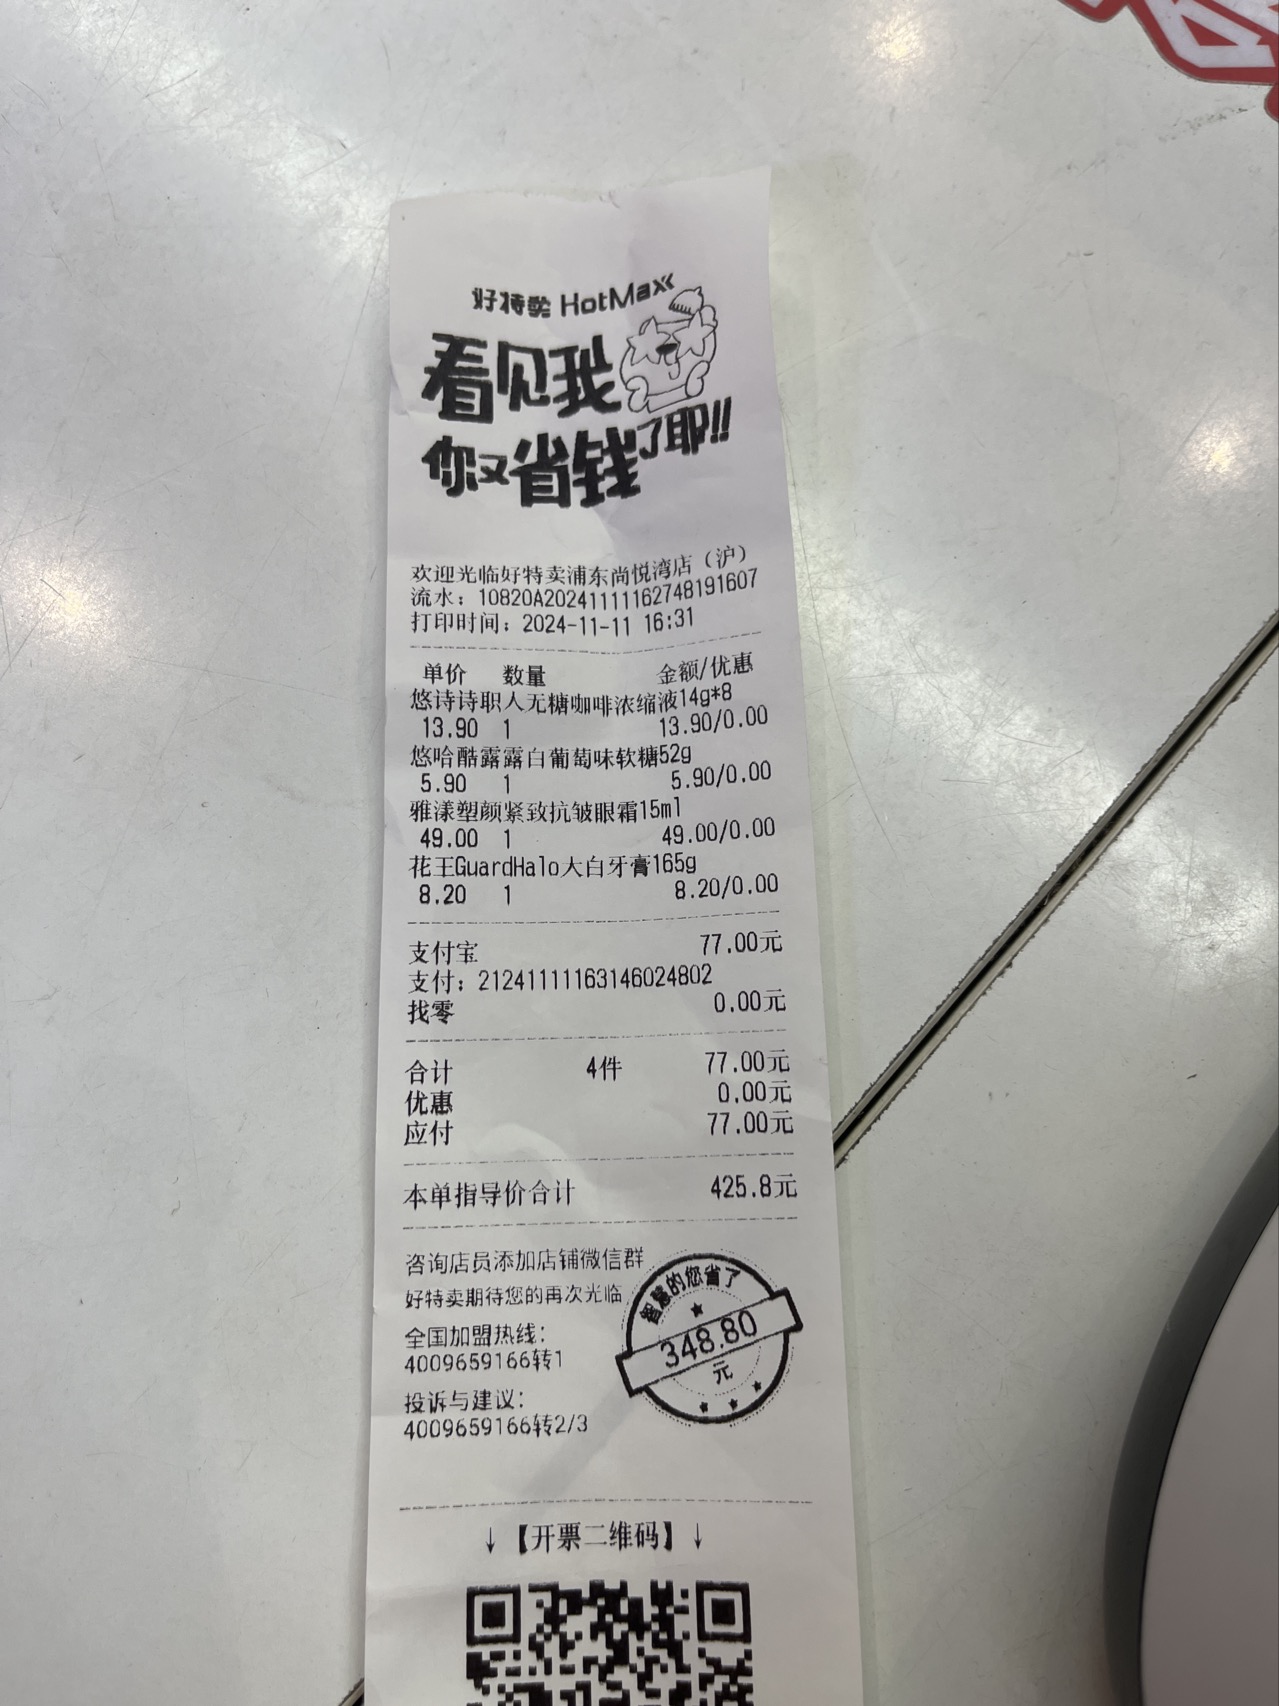 好特卖 HotMaxx
看见我
你又省钱了耶!!
欢迎光临好特卖浦东尚悦湾店（沪）
流水：10820A20241111162748191607
打印时间：2024-11-11 16:31
单价 数量 金额/优惠
悠诗诗职人无糖咖啡浓缩液14g*8
13.90 1 13.90/0.00
悠哈酷露露白葡萄味软糖52g
5.90 1 5.90/0.00
雅漾塑颜紧致抗皱眼霜15ml
49.00 1 49.00/0.00
花王GuardHalo大白牙膏165g
8.20 1 8.20/0.00
支付宝 77.00元
支付：21241111163146024802
找零 0.00元
合计 4件 77.00元
优惠 0.00元
应付 77.00元
本单指导价合计 425.8元
咨询店员添加店铺微信群
好特卖期待您的再次光临
全国加盟热线：
4009659166转1
投诉与建议：
4009659166转2/3
智慧的您省了
348.80
元
↓【开票二维码】↓